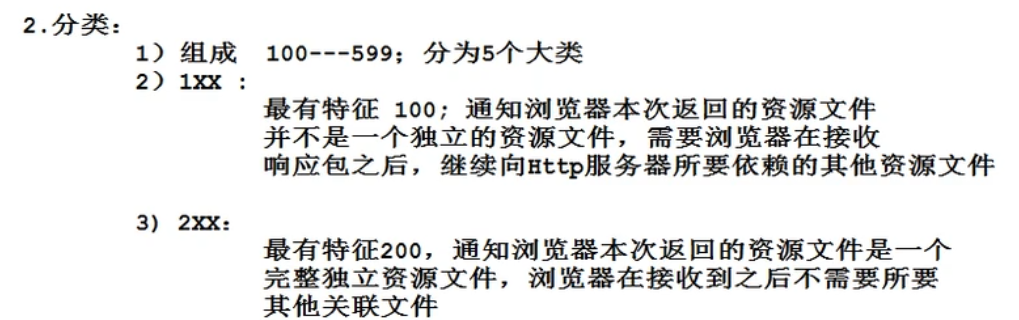 2.分类：
1）组成  100---599；分为5个大类
2）1XX ：
最有特征 100；通知浏览器本次返回的资源文件
并不是一个独立的资源文件，需要浏览器在接收
响应包之后，继续向Http服务器所要依赖的其他资源文件
3) 2XX：
最有特征200，通知浏览器本次返回的资源文件是一个
完整独立资源文件，浏览器在接收到之后不需要所要
其他关联文件